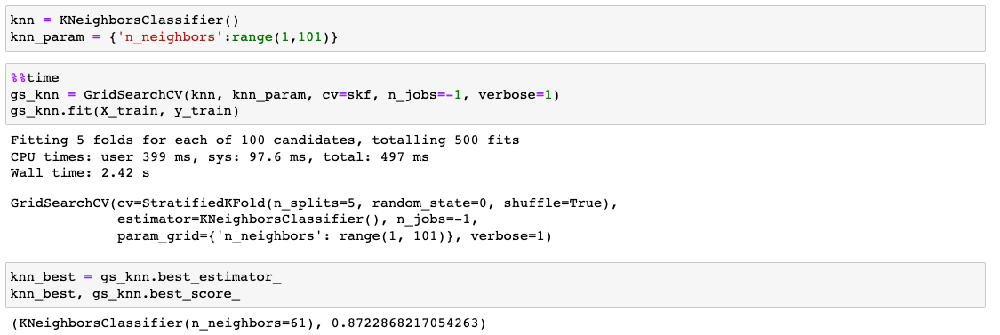 knn = KNeighborsClassifier()
knn_param = {'n_neighbors':range(1,101)}
%%time
gs_knn = GridSearchCV(knn, knn_param, cv=skf, n_jobs=-1, verbose=1)
gs_knn.fit(X_train, y_train)
Fitting 5 folds for each of 100 candidates, totalling 500 fits
CPU times: user 399 ms, sys: 97.6 ms, total: 497 ms
Wall time: 2.42 s
GridSearchCV(cv=StratifiedKFold(n_splits=5, random_state=0, shuffle=True),
estimator=KNeighborsClassifier(), n_jobs=-1,
param_grid={'n_neighbors': range(1, 101)}, verbose=1)
knn_best = gs_knn.best_estimator_
knn_best, gs_knn.best_score_
(KNeighborsClassifier(n_neighbors=61), 0.8722868217054263)